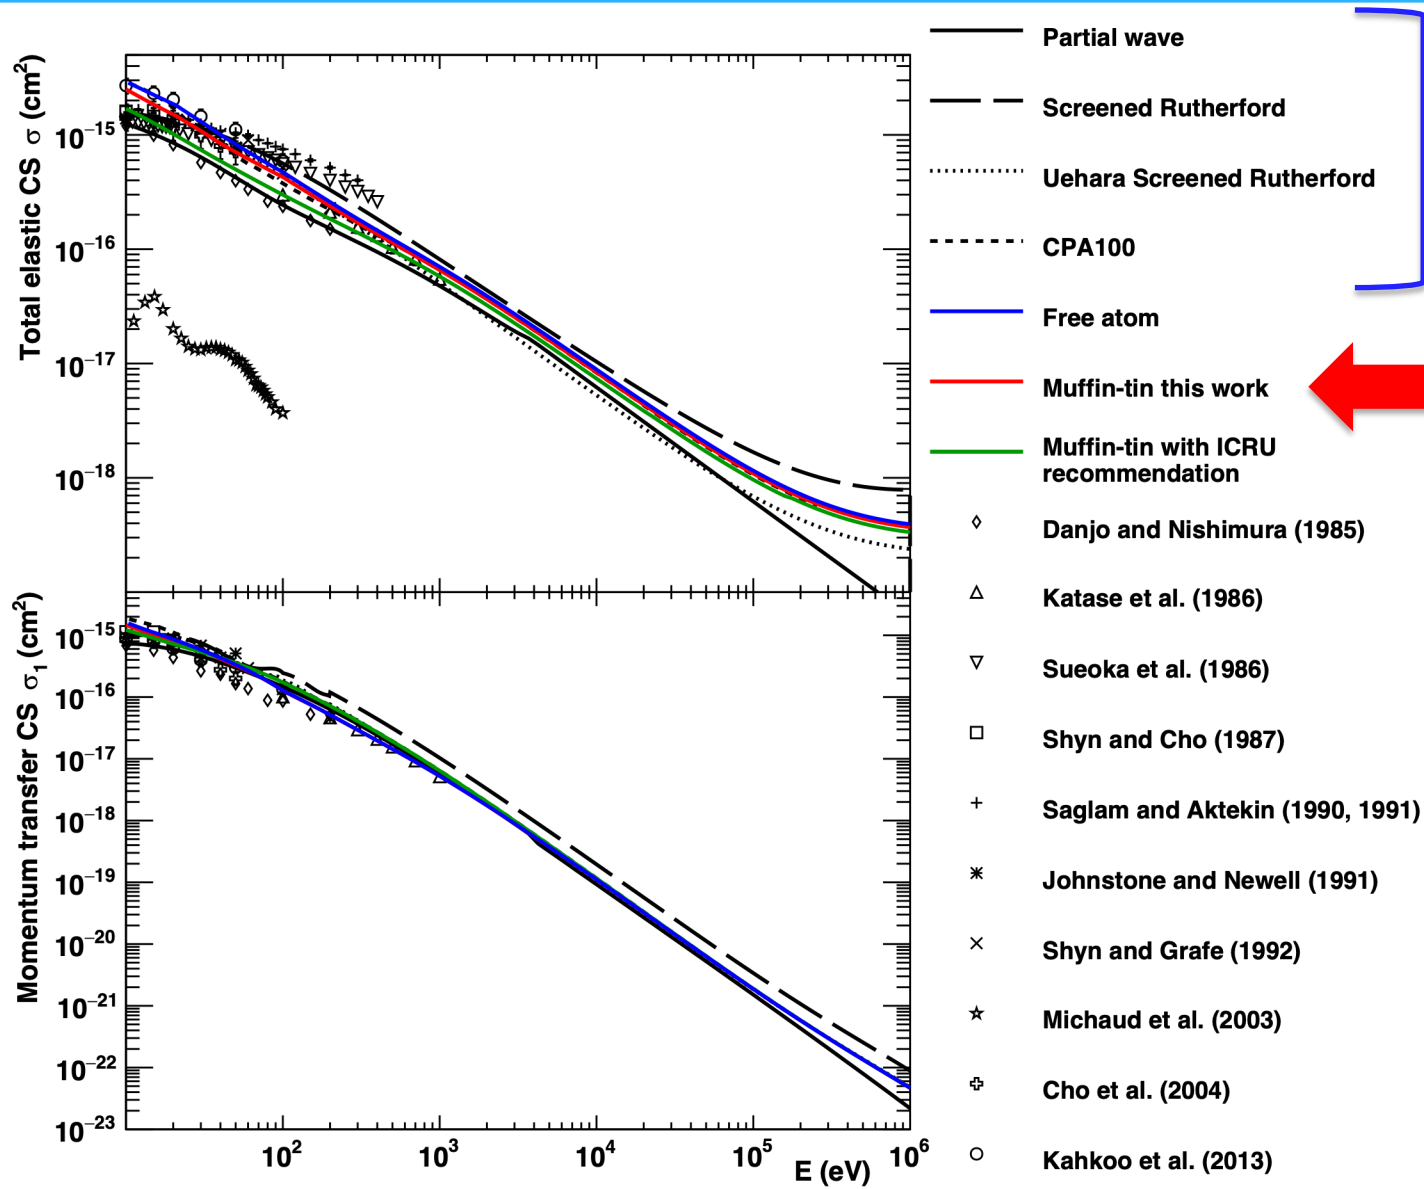 Total elastic CS σ (cm²)
10⁻¹⁵
10⁻¹⁶
10⁻¹⁷
10⁻¹⁸
Momentum transfer CS σ₁ (cm²)
10⁻¹⁵
10⁻¹⁶
10⁻¹⁷
10⁻¹⁸
10⁻¹⁹
10⁻²⁰
10⁻²¹
10⁻²²
10⁻²³
10²
10³
10⁴
10⁵
10⁶
E (eV)
Partial wave
Screened Rutherford
Uehara Screened Rutherford
CPA100
Free atom
Muffin-tin this work
Muffin-tin with ICRU
recommendation
Danjo and Nishimura (1985)
Katase et al. (1986)
Sueoka et al. (1986)
Shyn and Cho (1987)
Saglam and Aktekin (1990, 1991)
Johnstone and Newell (1991)
Shyn and Grafe (1992)
Michaud et al. (2003)
Cho et al. (2004)
Kahkoo et al. (2013)